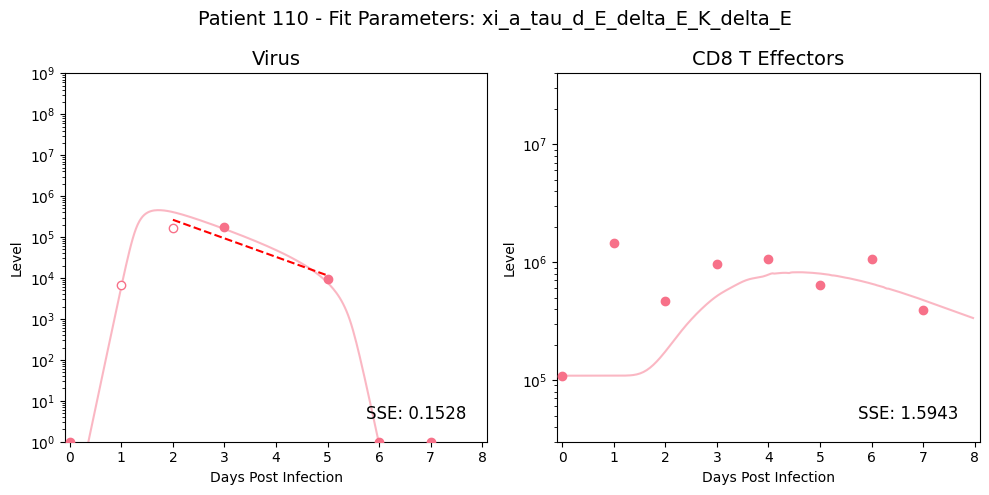 Patient 110 - Fit Parameters: xi_a_tau_d_E_delta_E_K_delta_E
Virus
CD8 T Effectors
Level
10^9
10^8
10^7
10^6
10^5
10^4
10^3
10^2
10^1
10^0
SSE: 0.1528
0 1 2 3 4 5 6 7 8
Days Post Infection
Level
10^7
10^6
10^5
SSE: 1.5943
0 1 2 3 4 5 6 7 8
Days Post Infection